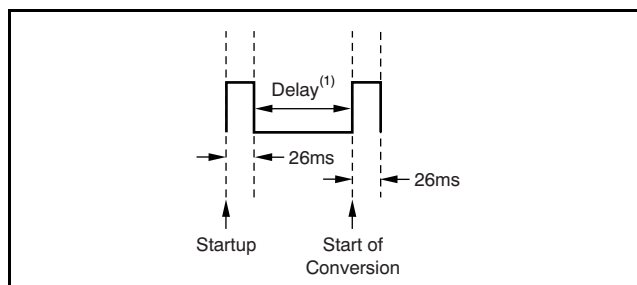 Delay(1)
26ms
26ms
Startup
Start of
Conversion